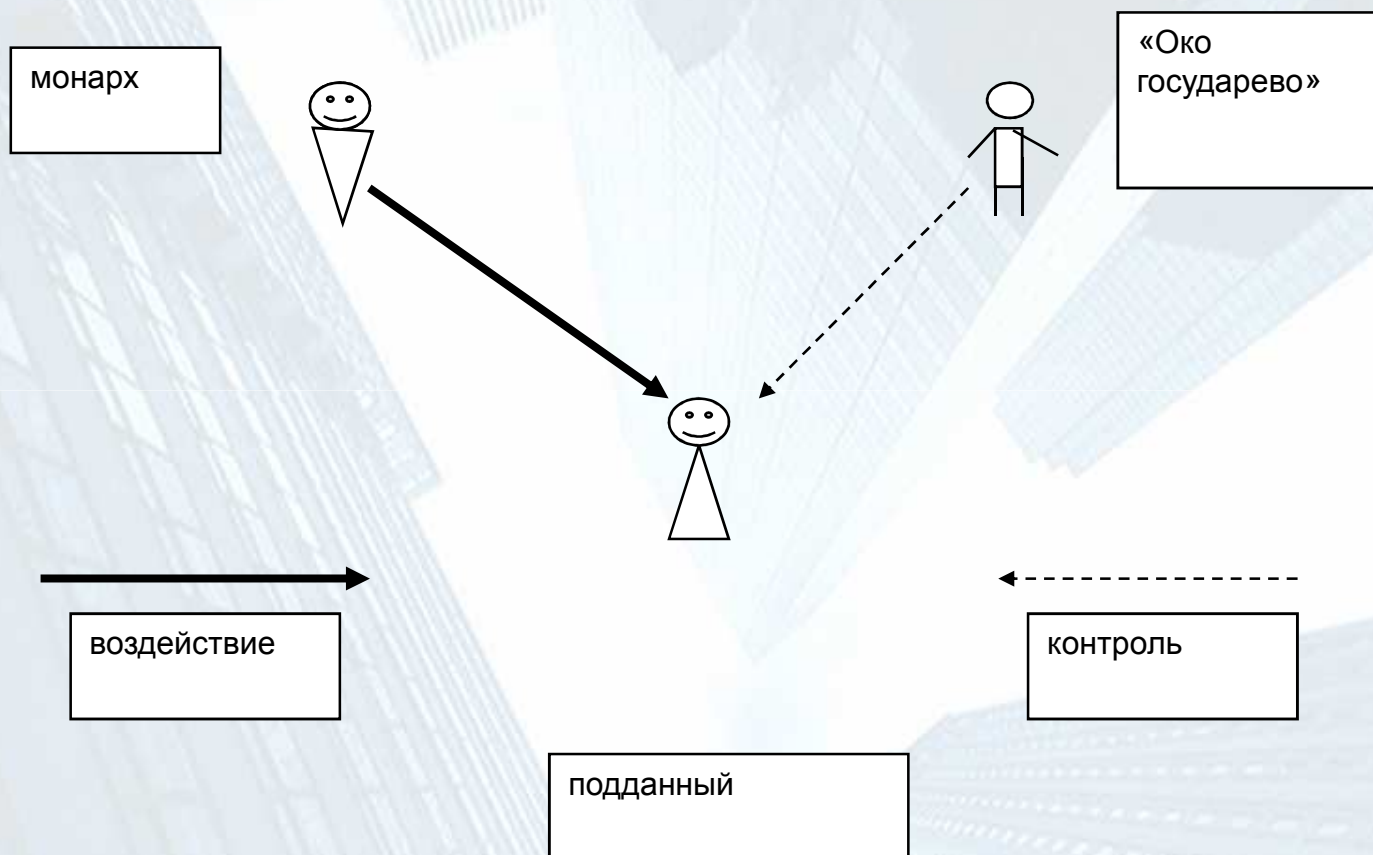 монарх
«Око
государево»
воздействие
контроль
подданный